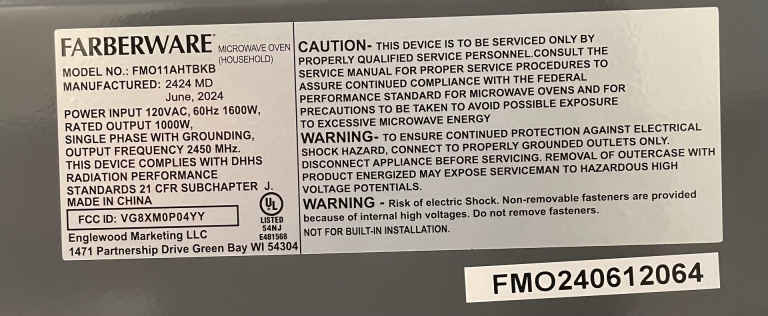 FARBERWARE® MICROWAVE OVEN
(HOUSEHOLD)
MODEL NO.: FMO11AHTBKB
MANUFACTURED: 2424 MD
June, 2024
POWER INPUT 120VAC, 60Hz 1600W,
RATED OUTPUT 1000W,
SINGLE PHASE WITH GROUNDING,
OUTPUT FREQUENCY 2450 MHz.
THIS DEVICE COMPLIES WITH DHHS
RADIATION PERFORMANCE
STANDARDS 21 CFR SUBCHAPTER J.
MADE IN CHINA
FCC ID: VG8XM0P04YY
UL
LISTED
54NJ
E481568
Englewood Marketing LLC
1471 Partnership Drive Green Bay WI 54304
CAUTION- THIS DEVICE IS TO BE SERVICED ONLY BY
PROPERLY QUALIFIED SERVICE PERSONNEL.CONSULT THE
SERVICE MANUAL FOR PROPER SERVICE PROCEDURES TO
ASSURE CONTINUED COMPLIANCE WITH THE FEDERAL
PERFORMANCE STANDARD FOR MICROWAVE OVENS AND FOR
PRECAUTIONS TO BE TAKEN TO AVOID POSSIBLE EXPOSURE
TO EXCESSIVE MICROWAVE ENERGY
WARNING- TO ENSURE CONTINUED PROTECTION AGAINST ELECTRICAL
SHOCK HAZARD, CONNECT TO PROPERLY GROUNDED OUTLETS ONLY.
DISCONNECT APPLIANCE BEFORE SERVICING. REMOVAL OF OUTERCASE WITH
PRODUCT ENERGIZED MAY EXPOSE SERVICEMAN TO HAZARDOUS HIGH
VOLTAGE POTENTIALS.
WARNING - Risk of electric Shock. Non-removable fasteners are provided
because of internal high voltages. Do not remove fasteners.
NOT FOR BUILT-IN INSTALLATION.
FMO240612064